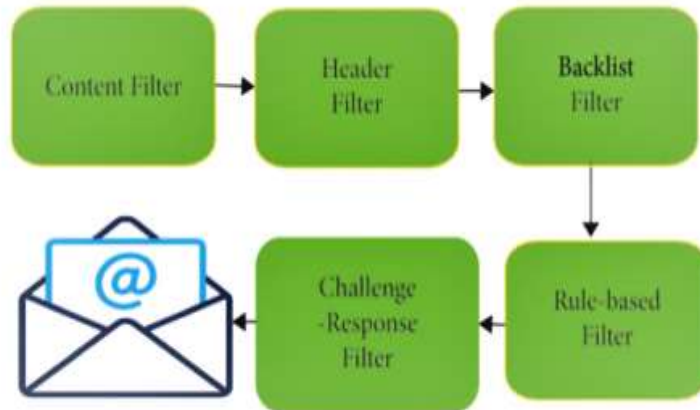 Content Filter
Header
Filter
Backlist
Filter
@
Challenge
-Response
Filter
Rule-based
Filter